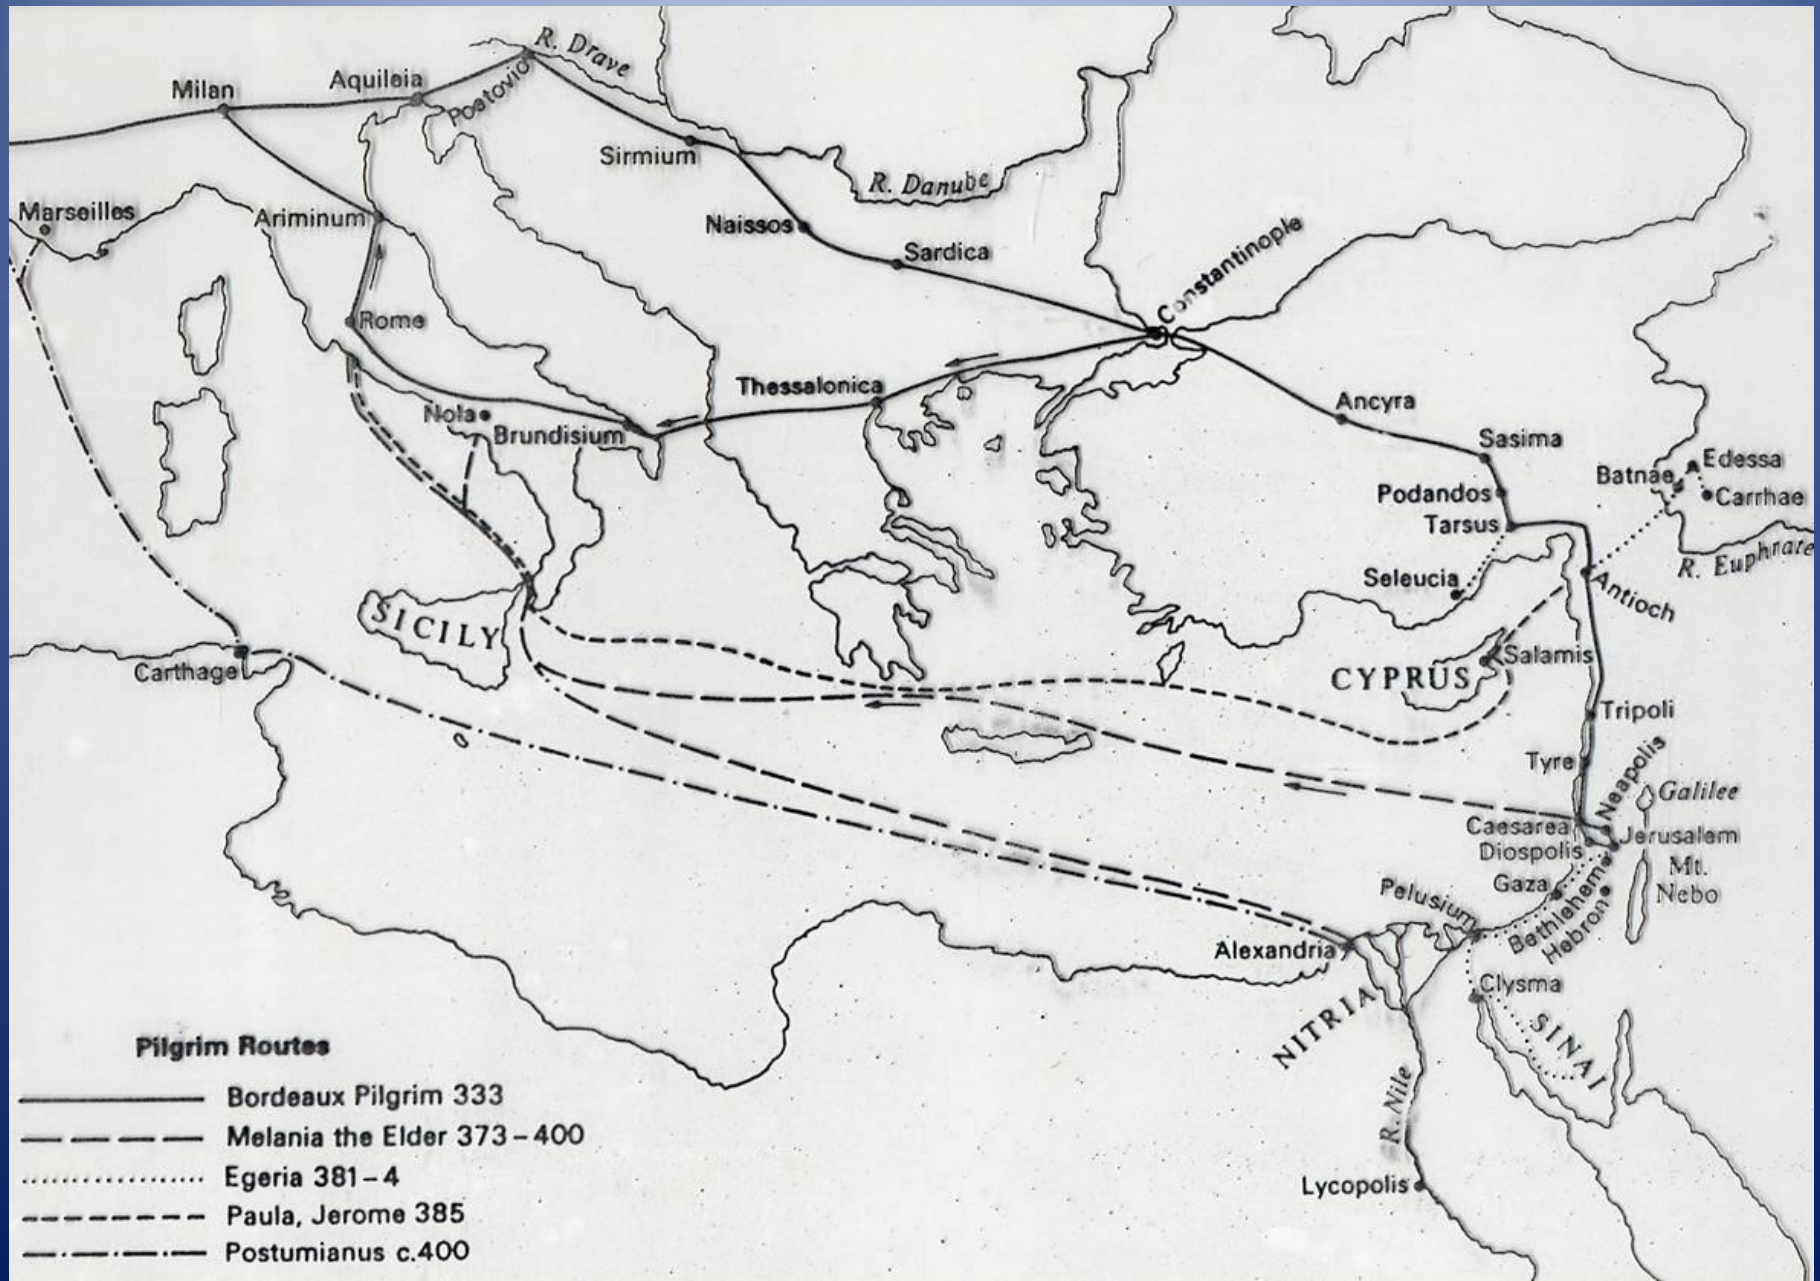 R. Drave
Aquileia
Milan
Poetovio
Sirmium
R. Danube
Marseilles
Ariminum
Naissos
Sardica
Constantinople
Rome
Thessalonica
Nola
Brundisium
Ancyra
Sasima
Edessa
Batnae
Carrhae
Podandos
Tarsus
R. Euphrate
Seleucia
Antioch
SICILY
Carthage
CYPRUS
Salamis
Tripoli
Tyre
Neapolis
Galilee
Caesarea
Jerusalem
Diospolis
Mt.
Nebo
Gaza
Pelusium
Bethlehem
Hebron
Alexandria
Clysma
NITRIA
SINAI
R. Nile
Lycopolis
Pilgrim Routes
Bordeaux Pilgrim 333
Melania the Elder 373–400
Egeria 381–4
Paula, Jerome 385
Postumianus c.400